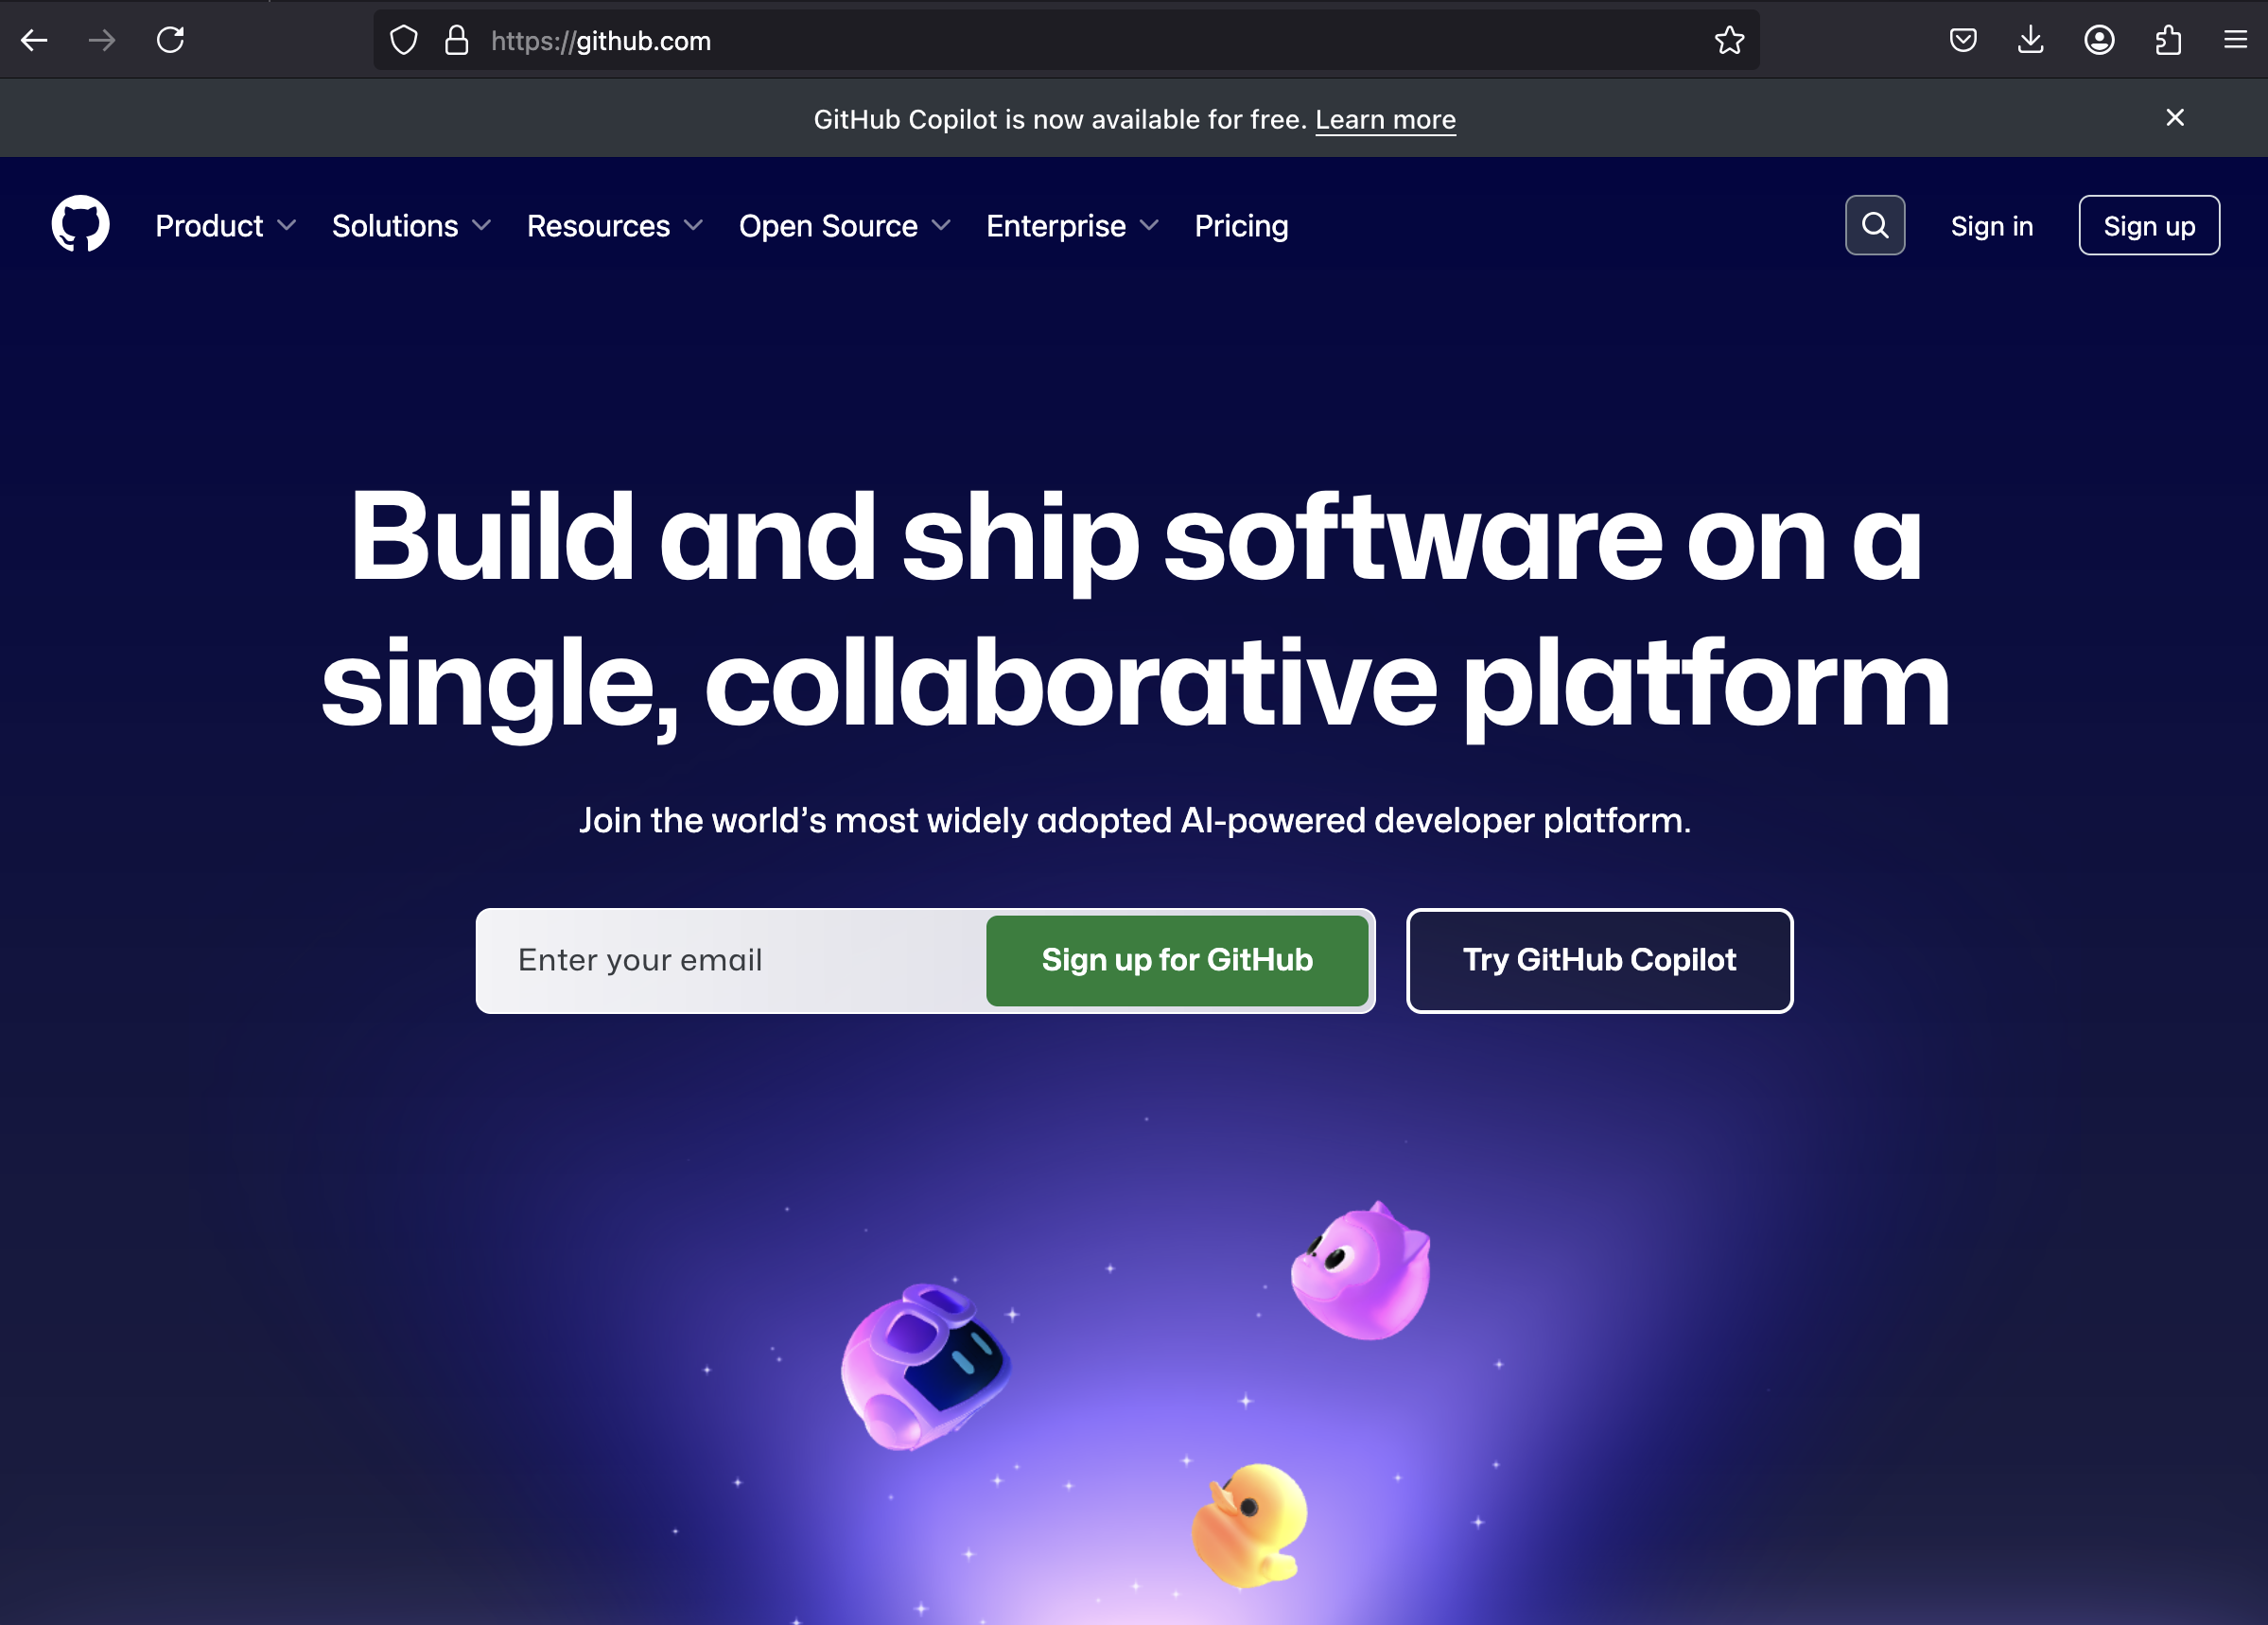 https://github.com
GitHub Copilot is now available for free. Learn more
Product Solutions Resources Open Source Enterprise Pricing Sign in Sign up
Build and ship software on a
single, collaborative platform
Join the world’s most widely adopted AI-powered developer platform.
Enter your email Sign up for GitHub Try GitHub Copilot